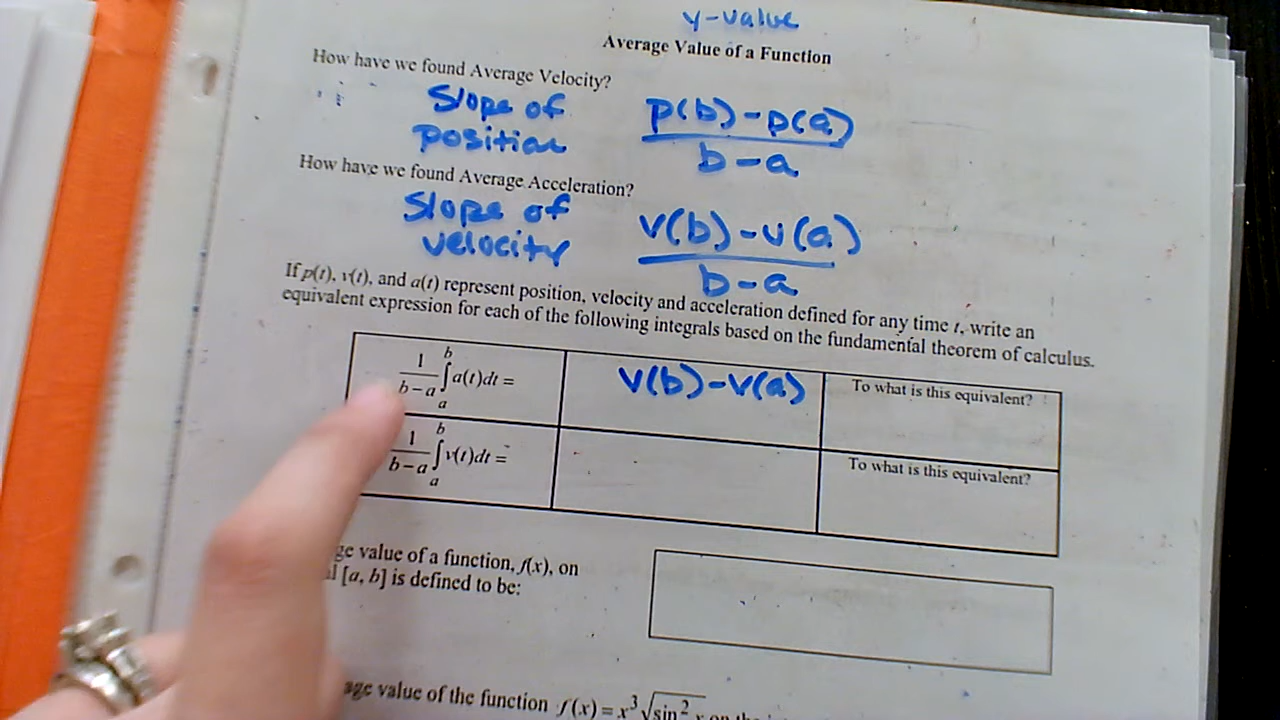 y-value
Average Value of a Function
How have we found Average Velocity?
Slope of position
p(b)-p(a)
b-a
How have we found Average Acceleration?
Slope of velocity
v(b)-v(a)
b-a
If p(t), v(t), and a(t) represent position, velocity and acceleration defined for any time t, write an
equivalent expression for each of the following integrals based on the fundamental theorem of calculus.
1/(b-a) ∫_a^b a(t)dt =
v(b)-v(a)
To what is this equivalent?
1/(b-a) ∫_a^b v(t)dt =
To what is this equivalent?
value of a function, f(x), on
[a, b] is defined to be:
value of the function f(x) = x³√sin² x on the